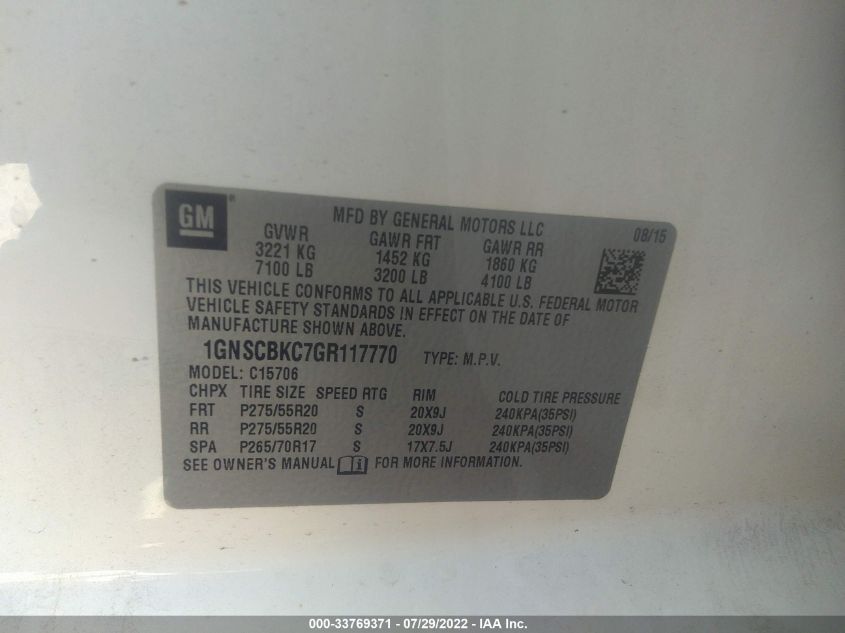 GM®
MFD BY GENERAL MOTORS LLC
08/15
GVWR GAWR FRT GAWR RR
3221 KG 1452 KG 1860 KG
7100 LB 3200 LB 4100 LB
THIS VEHICLE CONFORMS TO ALL APPLICABLE U.S. FEDERAL MOTOR
VEHICLE SAFETY STANDARDS IN EFFECT ON THE DATE OF
MANUFACTURE SHOWN ABOVE.
1GNSCBKC7GR117770 TYPE: M.P.V.
MODEL: C15706
CHPX TIRE SIZE SPEED RTG RIM COLD TIRE PRESSURE
FRT P275/55R20 S 20X9J 240KPA(35PSI)
RR P275/55R20 S 20X9J 240KPA(35PSI)
SPA P265/70R17 S 17X7.5J 240KPA(35PSI)
SEE OWNER'S MANUAL i FOR MORE INFORMATION.
000-33769371 - 07/29/2022 - IAA Inc.